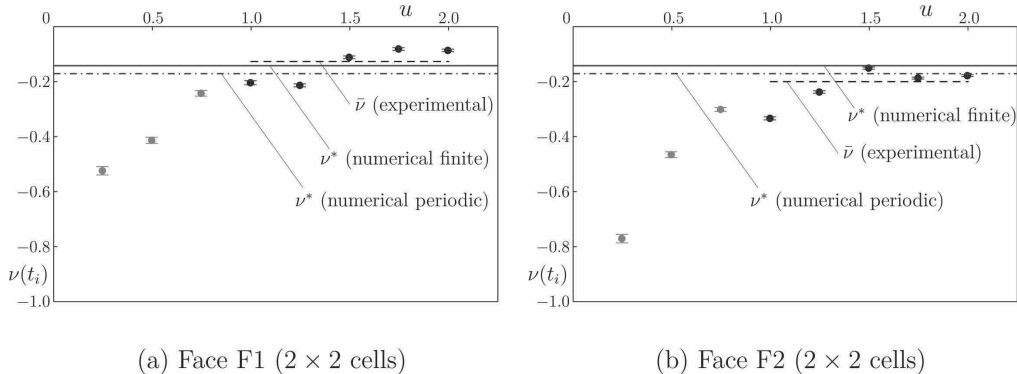 0 0.5 1.0 1.5 u 2.0
−0.2
−0.4
−0.6
−0.8
ν(tᵢ)
−1.0
ν̄ (experimental)
ν* (numerical finite)
ν* (numerical periodic)
(a) Face F1 (2 × 2 cells)
0 0.5 1.0 1.5 u 2.0
−0.2
−0.4
−0.6
−0.8
ν(tᵢ)
−1.0
ν* (numerical finite)
ν̄ (experimental)
ν* (numerical periodic)
(b) Face F2 (2 × 2 cells)